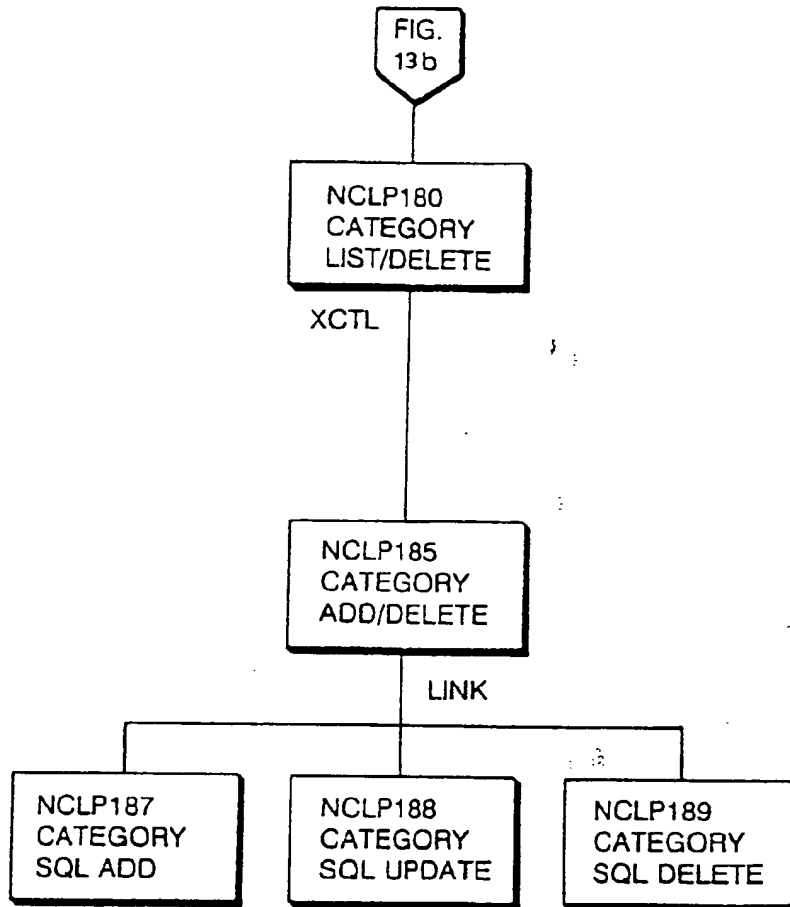 FIG.
13b
NCLP180
CATEGORY
LIST/DELETE
XCTL
NCLP185
CATEGORY
ADD/DELETE
LINK
NCLP187
CATEGORY
SQL ADD
NCLP188
CATEGORY
SQL UPDATE
NCLP189
CATEGORY
SQL DELETE